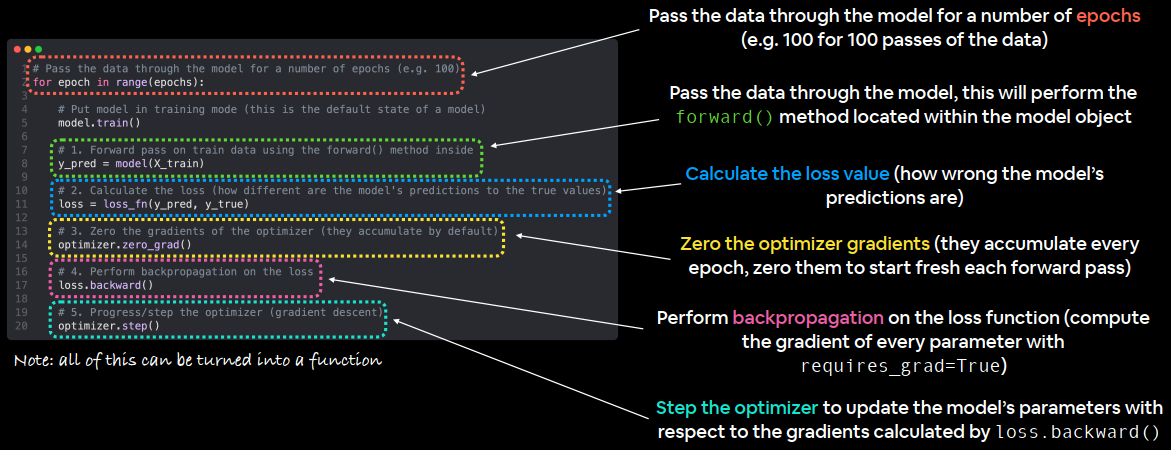 Pass the data through the model for a number of epochs
(e.g. 100 for 100 passes of the data)
1 # Pass the data through the model for a number of epochs (e.g. 100)
2 for epoch in range(epochs):
3
4 # Put model in training mode (this is the default state of a model)
5 model.train()
6
7 # 1. Forward pass on train data using the forward() method inside
8 y_pred = model(X_train)
9
10 # 2. Calculate the loss (how different are the model's predictions to the true values)
11 loss = loss_fn(y_pred, y_true)
12
13 # 3. Zero the gradients of the optimizer (they accumulate by default)
14 optimizer.zero_grad()
15
16 # 4. Perform backpropagation on the loss
17 loss.backward()
18
19 # 5. Progress/step the optimizer (gradient descent)
20 optimizer.step()
Note: all of this can be turned into a function
Pass the data through the model, this will perform the
forward() method located within the model object
Calculate the loss value (how wrong the model's
predictions are)
Zero the optimizer gradients (they accumulate every
epoch, zero them to start fresh each forward pass)
Perform backpropagation on the loss function (compute
the gradient of every parameter with
requires_grad=True)
Step the optimizer to update the model's parameters with
respect to the gradients calculated by loss.backward()